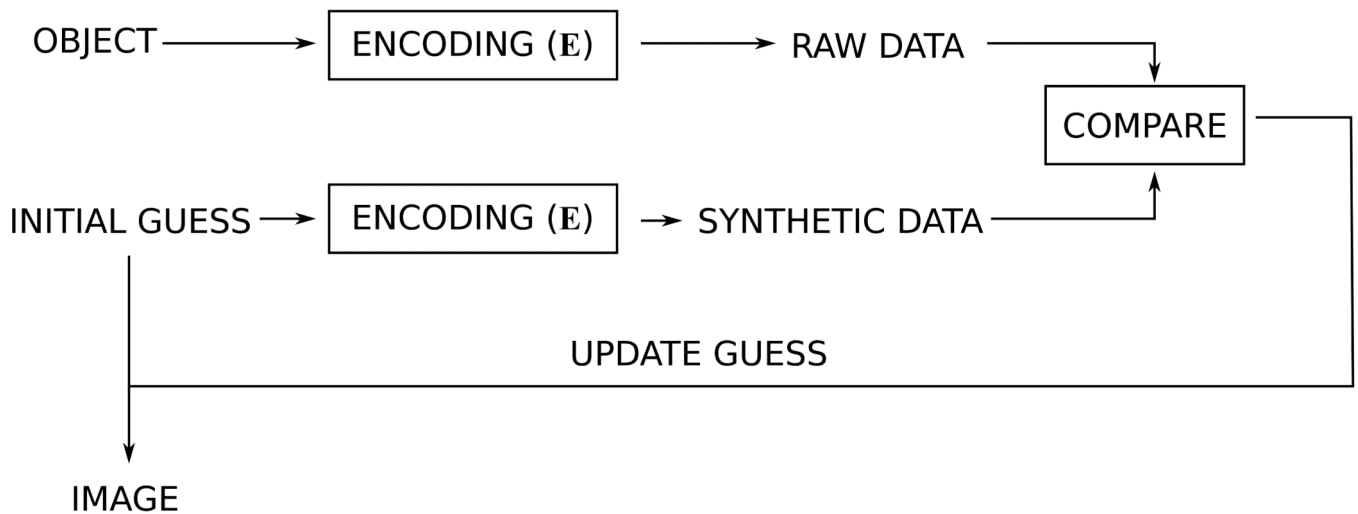 OBJECT
ENCODING (E)
RAW DATA
COMPARE
INITIAL GUESS
ENCODING (E)
SYNTHETIC DATA
UPDATE GUESS
IMAGE